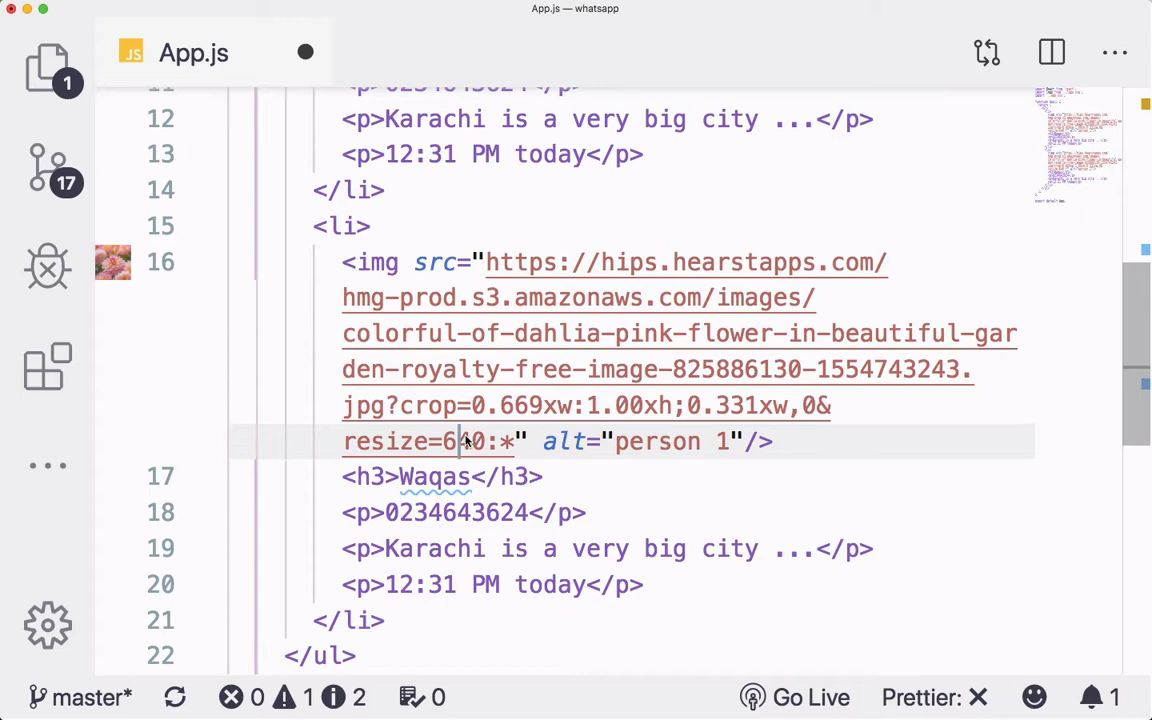 App.js — whatsapp
JS App.js
1
12 <p>Karachi is a very big city ...</p>
13 <p>12:31 PM today</p>
14 </li>
17
15 <li>
16 <img src="https://hips.hearstapps.com/
hmg-prod.s3.amazonaws.com/images/
colorful-of-dahlia-pink-flower-in-beautiful-gar
den-royalty-free-image-825886130-1554743243.
jpg?crop=0.669xw:1.00xh;0.331xw,0&
resize=640:*" alt="person 1"/>
17 <h3>Waqas</h3>
18 <p>0234643624</p>
19 <p>Karachi is a very big city ...</p>
20 <p>12:31 PM today</p>
21 </li>
22 </ul>
master* 0 1 2 0 Go Live Prettier: 1